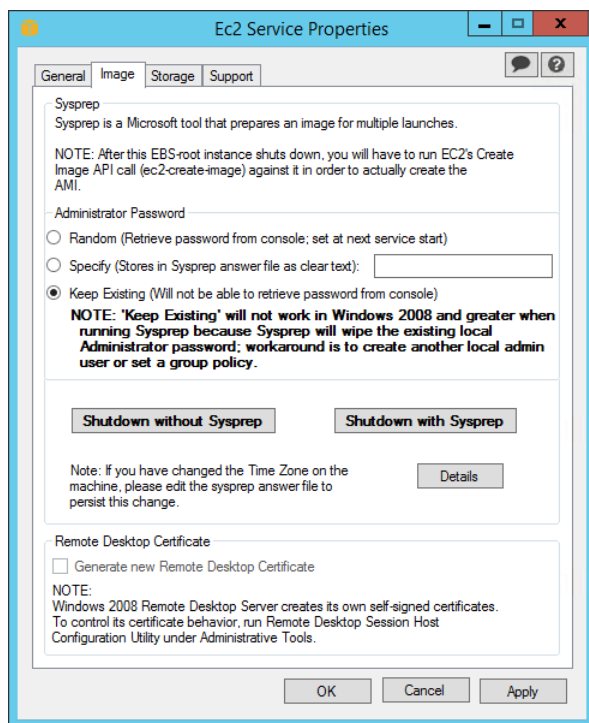 Ec2 Service Properties
General Image Storage Support
Sysprep
Sysprep is a Microsoft tool that prepares an image for multiple launches.
NOTE: After this EBS-root instance shuts down, you will have to run EC2's Create
Image API call (ec2-create-image) against it in order to actually create the
AMI.
Administrator Password
Random (Retrieve password from console; set at next service start)
Specify (Stores in Sysprep answer file as clear text):
Keep Existing (Will not be able to retrieve password from console)
NOTE: 'Keep Existing' will not work in Windows 2008 and greater when
running Sysprep because Sysprep will wipe the existing local
Administrator password; workaround is to create another local admin
user or set a group policy.
Shutdown without Sysprep Shutdown with Sysprep
Note: If you have changed the Time Zone on the
machine, please edit the sysprep answer file to
persist this change.
Details
Remote Desktop Certificate
Generate new Remote Desktop Certificate
NOTE:
Windows 2008 Remote Desktop Server creates its own self-signed certificates.
To control its certificate behavior, run Remote Desktop Session Host
Configuration Utility under Administrative Tools.
OK Cancel Apply